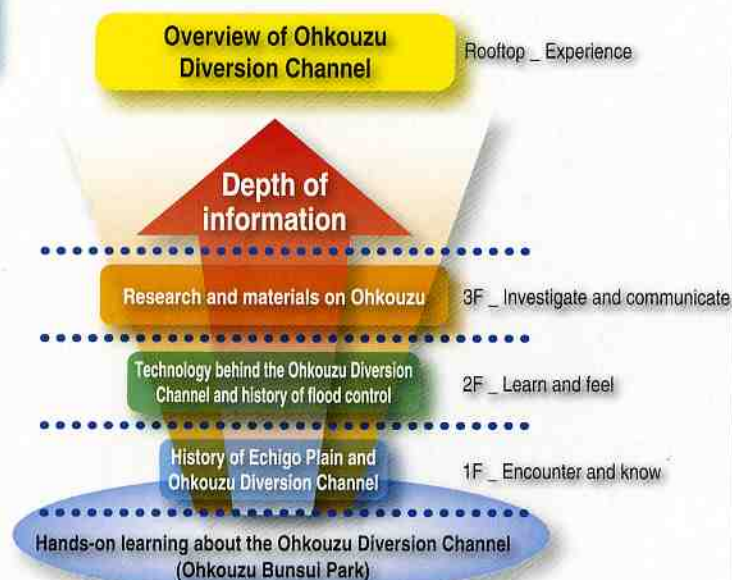 Overview of Ohkouzu
Diversion Channel
Rooftop _ Experience
Depth of
information
Research and materials on Ohkouzu
3F _ Investigate and communicate
Technology behind the Ohkouzu Diversion
Channel and history of flood control
2F _ Learn and feel
History of Echigo Plain and
Ohkouzu Diversion Channel
1F _ Encounter and know
Hands-on learning about the Ohkouzu Diversion Channel
(Ohkouzu Bunsui Park)